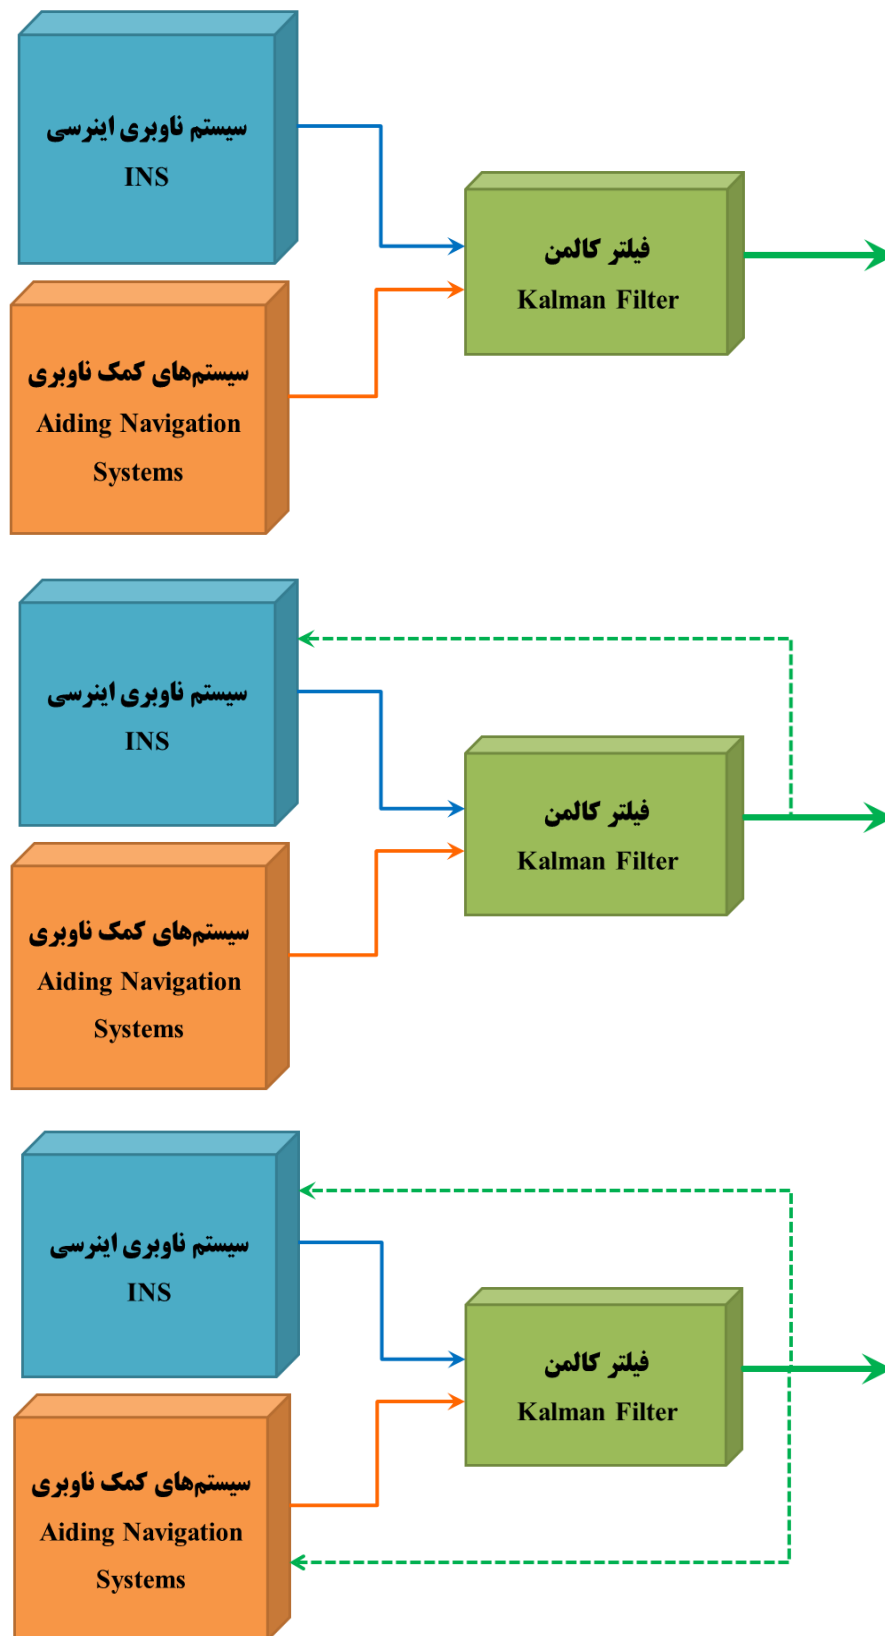 سیستم ناوبری اینرسی
INS
فیلتر کالمن
Kalman Filter
سیستم‌های کمک ناوبری
Aiding Navigation
Systems
سیستم ناوبری اینرسی
INS
فیلتر کالمن
Kalman Filter
سیستم‌های کمک ناوبری
Aiding Navigation
Systems
سیستم ناوبری اینرسی
INS
فیلتر کالمن
Kalman Filter
سیستم‌های کمک ناوبری
Aiding Navigation
Systems